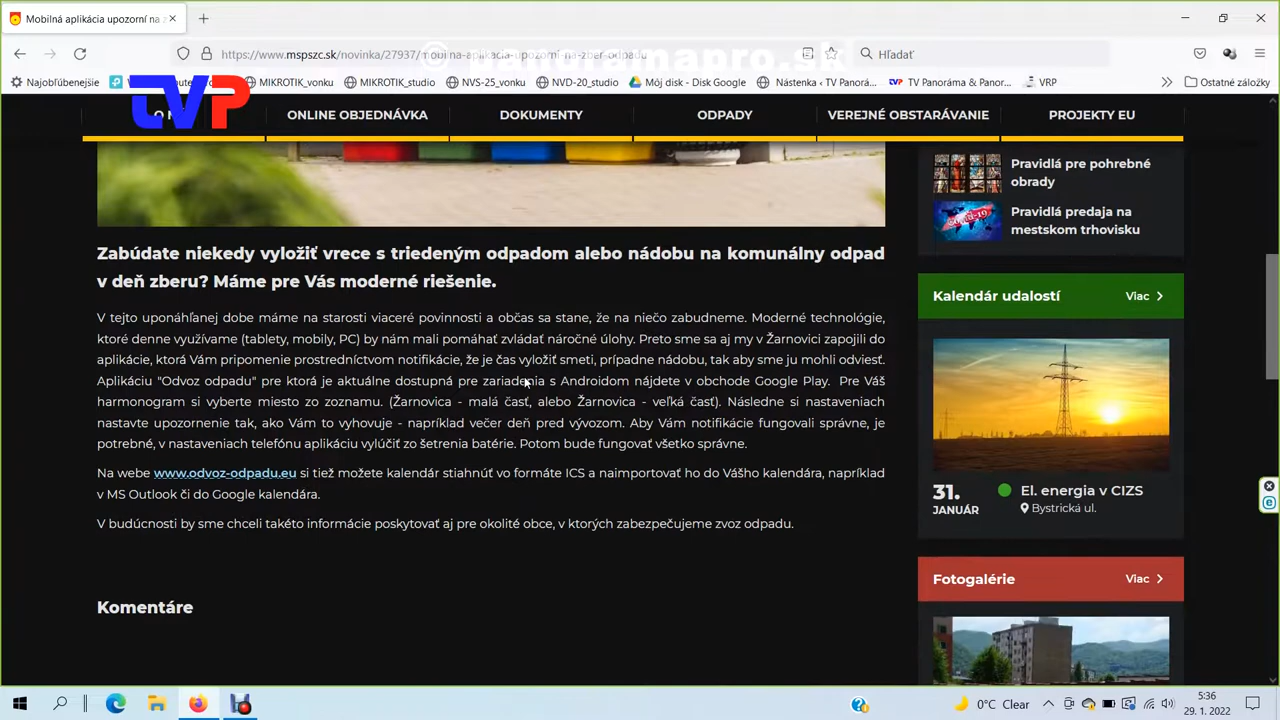 Mobilná aplikácia upozorní na z
https://www.mspszc.sk/novinka/27937/mobilna-aplikacia-upozorni-na-zber-odpadu
Hľadať
Najobľúbenejšie
MIKROTIK_vonku
MIKROTIK_studio
NVS-25_vonku
NVD-20_studio
Môj disk - Disk Google
Nástenka ‹ TV Panorá
TVP Panoráma & Panor
VRP
Ostatné záložky
TVP
ONLINE OBJEDNÁVKA
DOKUMENTY
ODPADY
VEREJNÉ OBSTARÁVANIE
PROJEKTY EU
Pravidlá pre pohrebné
obrady
Pravidlá predaja na
mestskom trhovisku
Zabúdate niekedy vyložiť vrece s triedeným odpadom alebo nádobu na komunálny odpad
v deň zberu? Máme pre Vás moderné riešenie.
V tejto uponáhľanej dobe máme na starosti viaceré povinnosti a občas sa stane, že na niečo zabudneme. Moderné technológie,
ktoré denne využívame (tablety, mobily, PC) by nám mali pomáhať zvládať náročné úlohy. Preto sme sa aj my v Žarnovici zapojili do
aplikácie, ktorá Vám pripomenie prostredníctvom notifikácie, že je čas vyložiť smeti, prípadne nádobu, tak aby sme ju mohli odviesť.
Aplikáciu "Odvoz odpadu" pre ktorá je aktuálne dostupná pre zariadenia s Androidom nájdete v obchode Google Play. Pre Váš
harmonogram si vyberte miesto zo zoznamu. (Žarnovica - malá časť, alebo Žarnovica - veľká časť). Následne si nastaveniach
nastavte upozornenie tak, ako Vám to vyhovuje - napríklad večer deň pred vývozom. Aby Vám notifikácie fungovali správne, je
potrebné, v nastaveniach telefónu aplikáciu vylúčiť zo šetrenia batérie. Potom bude fungovať všetko správne.
Na webe www.odvoz-odpadu.eu si tiež možete kalendár stiahnúť vo formáte ICS a naimportovať ho do Vášho kalendára, napríklad
v MS Outlook či do Google kalendára.
V budúcnosti by sme chceli takéto informácie poskytovať aj pre okolité obce, v ktorých zabezpečujeme zvoz odpadu.
Komentáre
Kalendár udalostí
Viac
31.
JANUÁR
El. energia v CIZS
Bystrická ul.
Fotogalérie
Viac
0°C Clear
5:36
29. 1. 2022